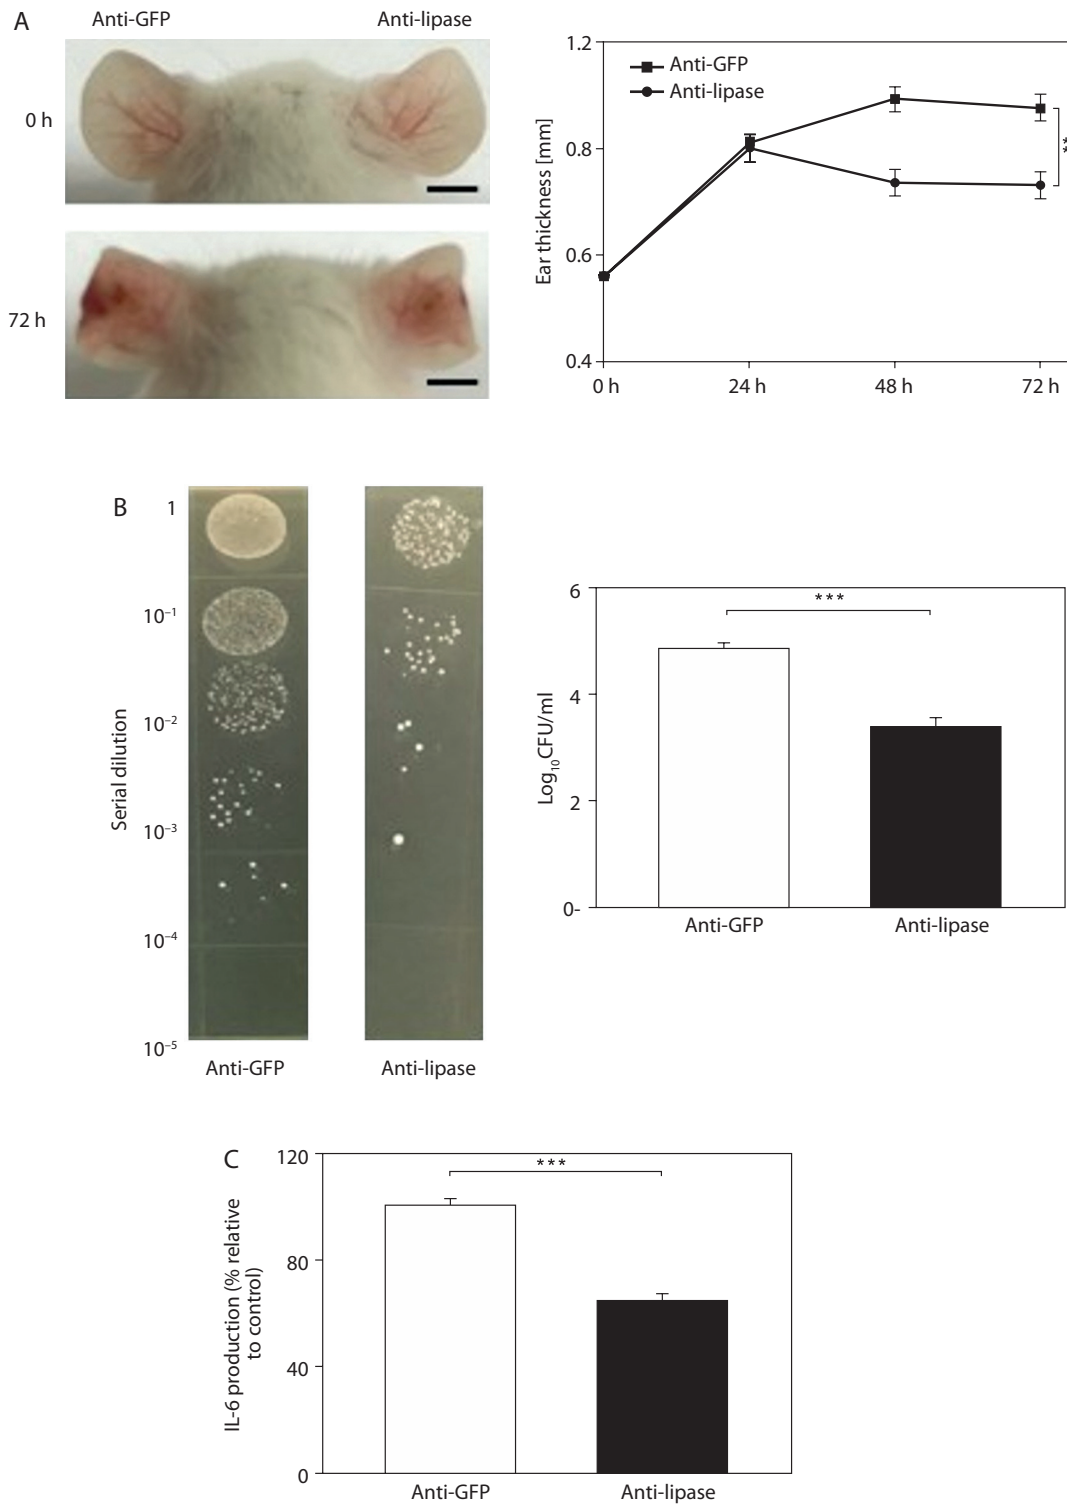 A
Anti-GFP
Anti-lipase
0 h
72 h
Ear thickness [mm]
1.2
0.8
0.6
0.4
Anti-GFP
Anti-lipase
**
0 h
24 h
48 h
72 h
B
Serial dilution
1
10⁻¹
10⁻²
10⁻³
10⁻⁴
10⁻⁵
Anti-GFP
Anti-lipase
Log₁₀CFU/ml
6
4
2
0-
***
Anti-GFP
Anti-lipase
C
IL-6 production (% relative
to control)
120
80
40
0
***
Anti-GFP
Anti-lipase